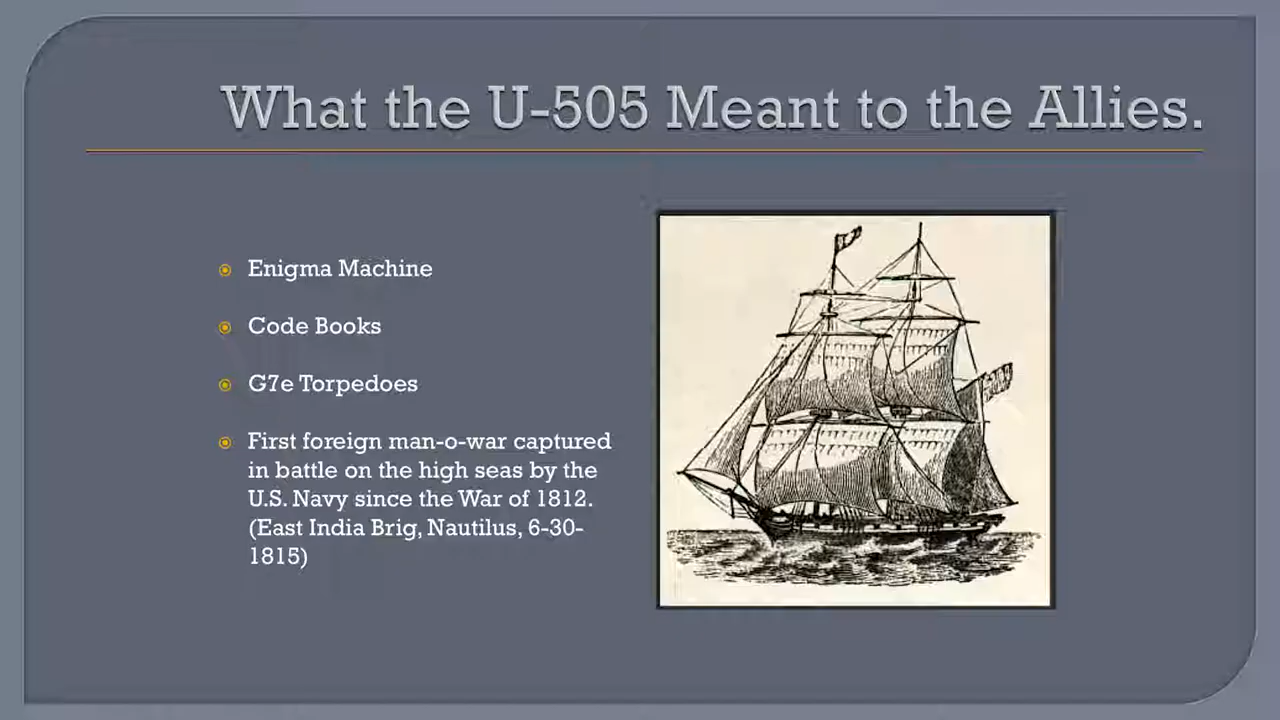 What the U-505 Meant to the Allies.
Enigma Machine
Code Books
G7e Torpedoes
First foreign man-o-war captured
in battle on the high seas by the
U.S. Navy since the War of 1812.
(East India Brig, Nautilus, 6-30-
1815)